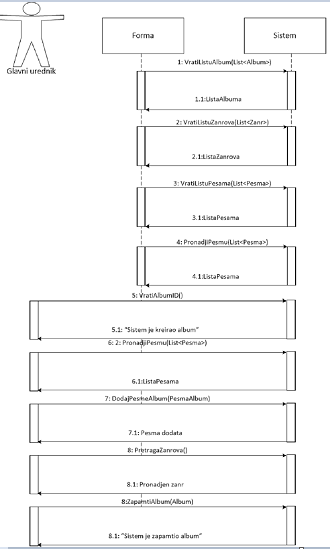 Forma
Sistem
Glavni urednik
1: VratiListuAlbum(List<Album>)
1.1:ListaAlbuma
2: VratiListuZanrova(List<Zanr>)
2.1:ListaZanrova
3: VratiListuPesama(List<Pesma>)
3.1:ListaPesama
4: PronadjiPesmu(List<Pesma>)
4.1:ListaPesama
5: VratiAlbumID()
5.1: "Sistem je kreirao album"
6: 2: PronadjiPesmu(List<Pesma>)
6.1:ListaPesama
7: DodajPesmeAlbum(PesmaAlbum)
7.1: Pesma dodata
8: PretragaZanrova()
8.1: Pronadjen zanr
8:ZapamtiAlbum(Album)
8.1: "Sistem je zapamtio album"